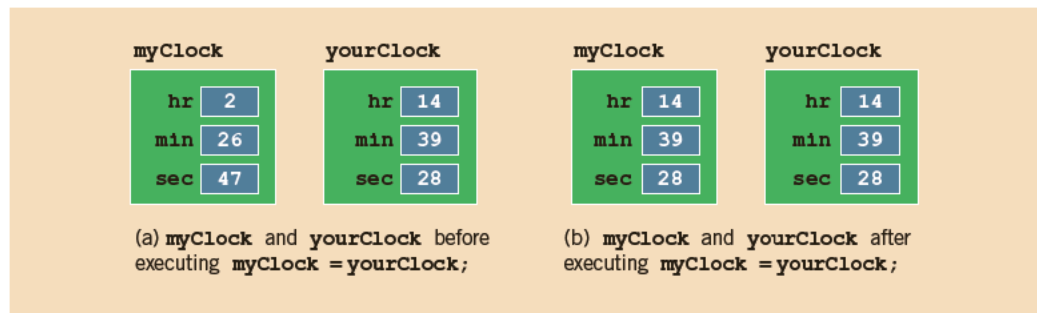 myClock yourClock myClock yourClock
hr 2 hr 14 hr 14 hr 14
min 26 min 39 min 39 min 39
sec 47 sec 28 sec 28 sec 28
(a) myClock and yourClock before
executing myClock = yourClock;
(b) myClock and yourClock after
executing myClock = yourClock;